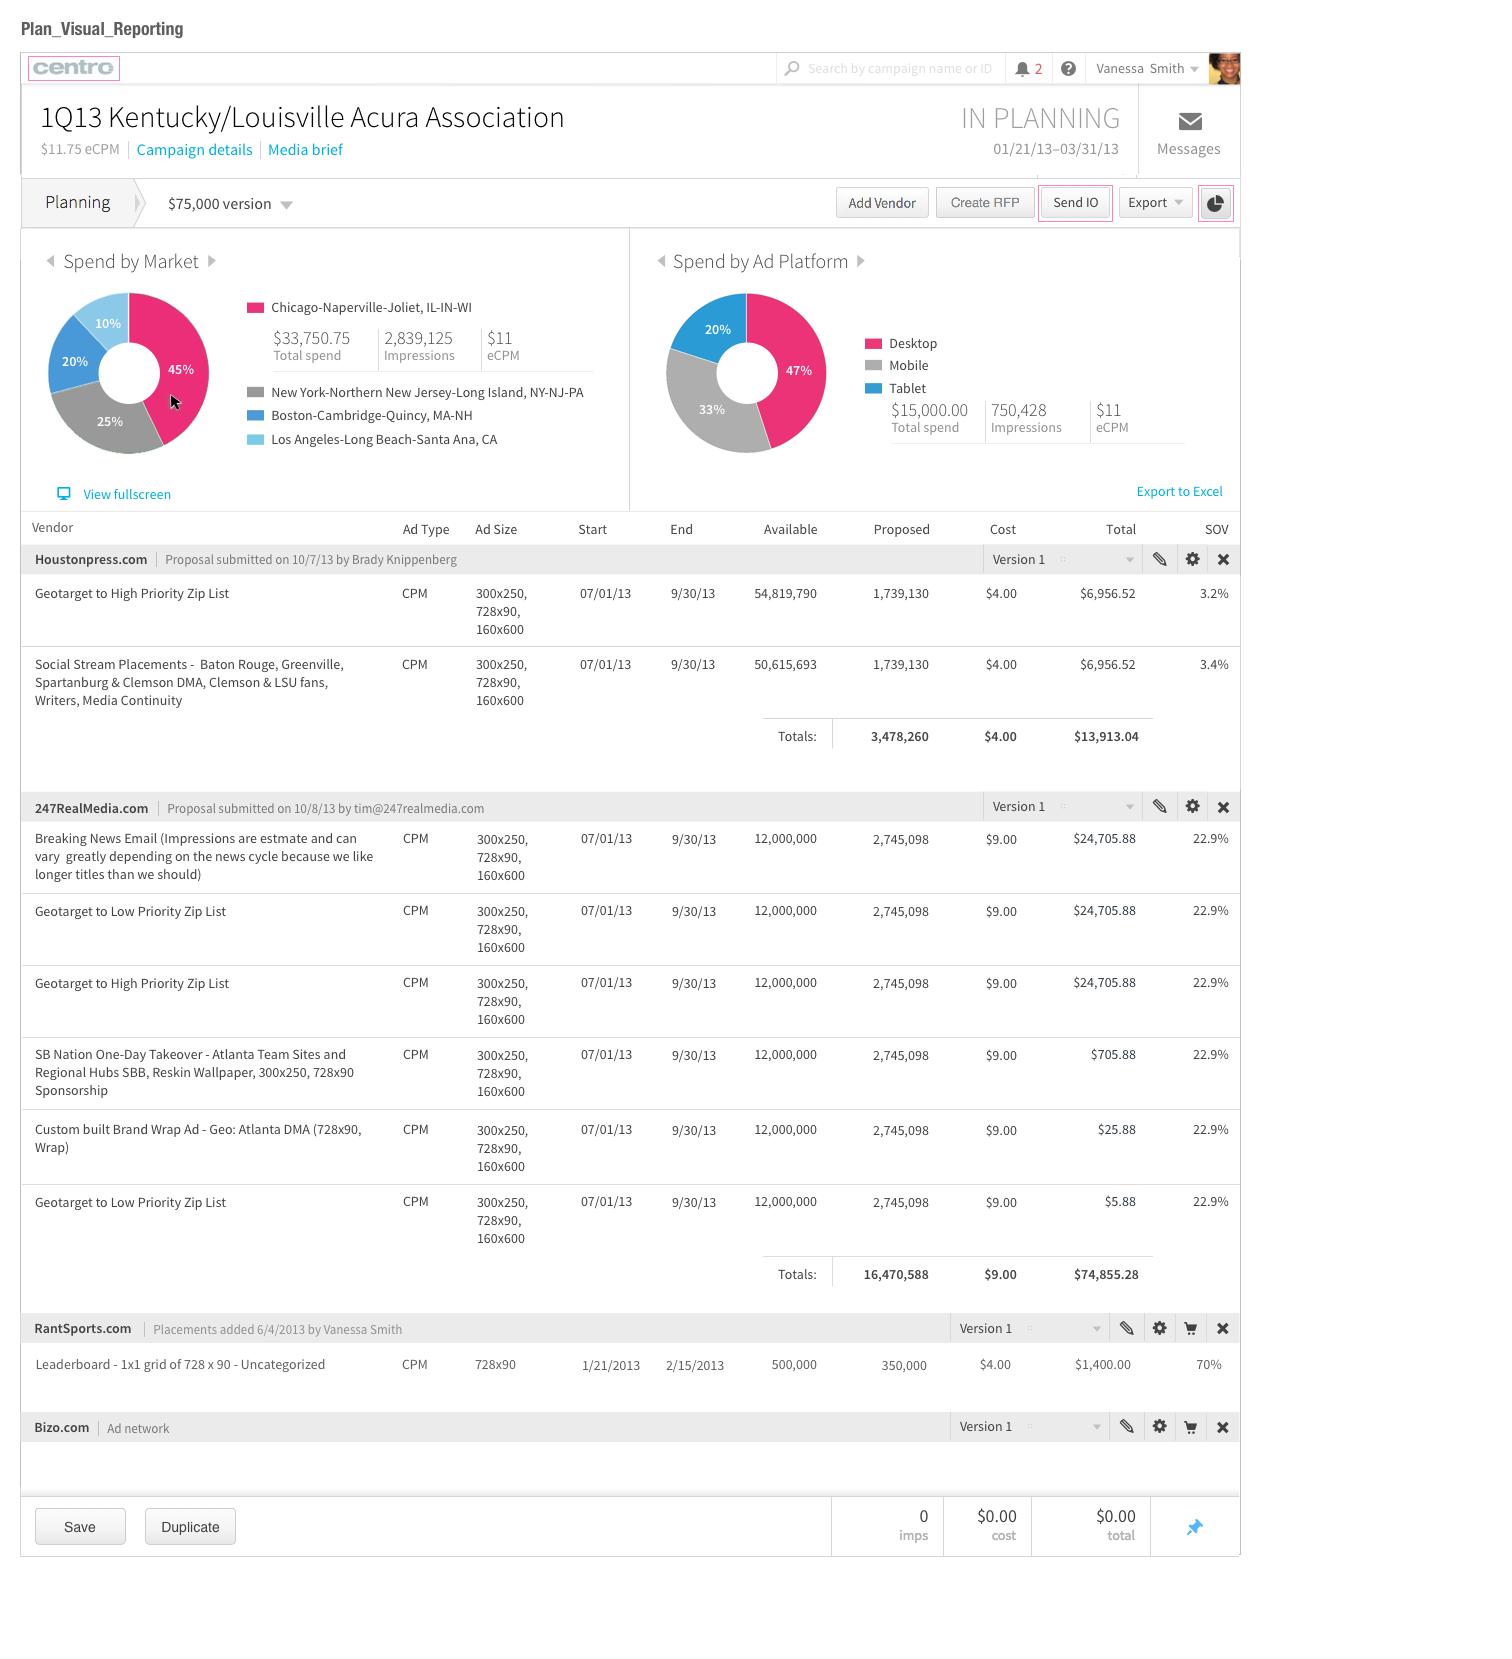 Plan_Visual_Reporting
centro
Search by campaign name or ID
2
Vanessa Smith
1Q13 Kentucky/Louisville Acura Association
IN PLANNING
$11.75 eCPM
Campaign details
Media brief
01/21/13–03/31/13
Messages
Planning
$75,000 version
Add Vendor
Create RFP
Send IO
Export
Spend by Market
10%
20%
45%
25%
Chicago-Naperville-Joliet, IL-IN-WI
$33,750.75 2,839,125 $11
Total spend Impressions eCPM
New York-Northern New Jersey-Long Island, NY-NJ-PA
Boston-Cambridge-Quincy, MA-NH
Los Angeles-Long Beach-Santa Ana, CA
View fullscreen
Spend by Ad Platform
20%
47%
33%
Desktop
Mobile
Tablet
$15,000.00 750,428 $11
Total spend Impressions eCPM
Export to Excel
Vendor Ad Type Ad Size Start End Available Proposed Cost Total SOV
Houstonpress.com Proposal submitted on 10/7/13 by Brady Knippenberg Version 1
Geotarget to High Priority Zip List CPM 300x250, 07/01/13 9/30/13 54,819,790 1,739,130 $4.00 $6,956.52 3.2%
728x90,
160x600
Social Stream Placements - Baton Rouge, Greenville, CPM 300x250, 07/01/13 9/30/13 50,615,693 1,739,130 $4.00 $6,956.52 3.4%
Spartanburg & Clemson DMA, Clemson & LSU fans, 728x90,
Writers, Media Continuity 160x600
Totals: 3,478,260 $4.00 $13,913.04
247RealMedia.com Proposal submitted on 10/8/13 by tim@247realmedia.com Version 1
Breaking News Email (Impressions are estmate and can CPM 300x250, 07/01/13 9/30/13 12,000,000 2,745,098 $9.00 $24,705.88 22.9%
vary greatly depending on the news cycle because we like 728x90,
longer titles than we should) 160x600
Geotarget to Low Priority Zip List CPM 300x250, 07/01/13 9/30/13 12,000,000 2,745,098 $9.00 $24,705.88 22.9%
728x90,
160x600
Geotarget to High Priority Zip List CPM 300x250, 07/01/13 9/30/13 12,000,000 2,745,098 $9.00 $24,705.88 22.9%
728x90,
160x600
SB Nation One-Day Takeover - Atlanta Team Sites and CPM 300x250, 07/01/13 9/30/13 12,000,000 2,745,098 $9.00 $705.88 22.9%
Regional Hubs SBB, Reskin Wallpaper, 300x250, 728x90 728x90,
Sponsorship 160x600
Custom built Brand Wrap Ad - Geo: Atlanta DMA (728x90, CPM 300x250, 07/01/13 9/30/13 12,000,000 2,745,098 $9.00 $25.88 22.9%
Wrap) 728x90,
160x600
Geotarget to Low Priority Zip List CPM 300x250, 07/01/13 9/30/13 12,000,000 2,745,098 $9.00 $5.88 22.9%
728x90,
160x600
Totals: 16,470,588 $9.00 $74,855.28
RantSports.com Placements added 6/4/2013 by Vanessa Smith Version 1
Leaderboard - 1x1 grid of 728 x 90 - Uncategorized CPM 728x90 1/21/2013 2/15/2013 500,000 350,000 $4.00 $1,400.00 70%
Bizo.com Ad network Version 1
Save
Duplicate
0 $0.00 $0.00
imps cost total